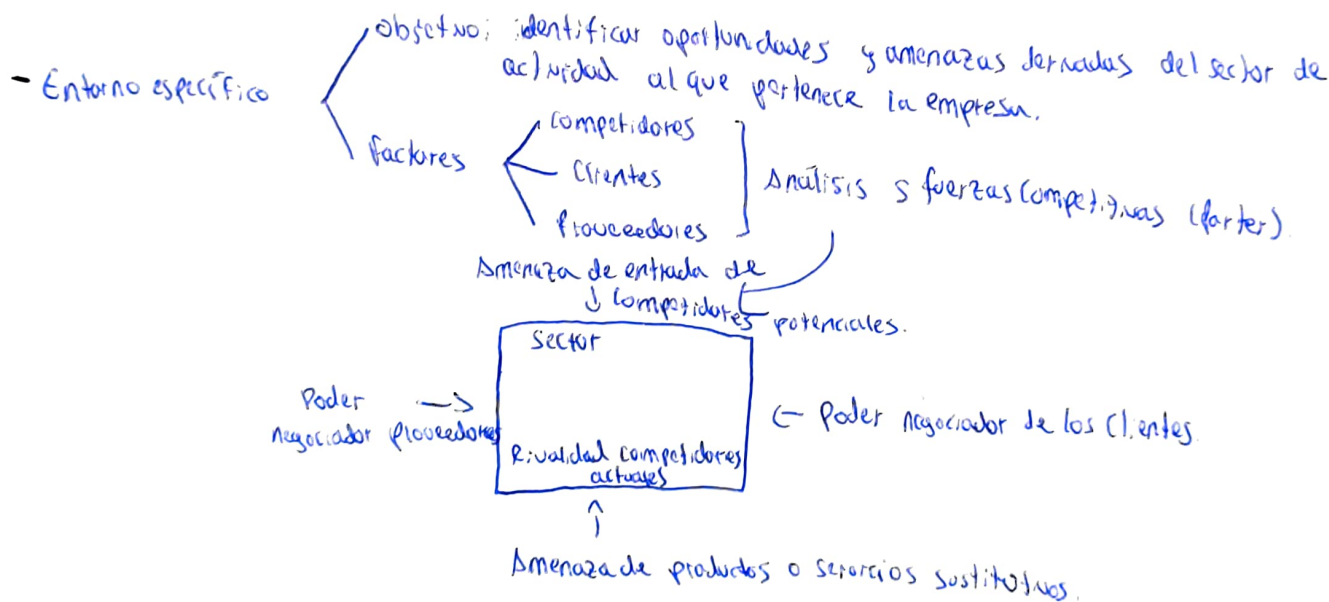 objetivo: identificar oportunidades y amenazas derivadas del sector de
- Entorno específico
actividad al que pertenece la empresa.
factores
Competidores
Clientes
Proveedores
Análisis 5 fuerzas Competitivas (Porter).
Amenaza de entrada de
↓ Competidores potenciales.
Sector
Poder →
negociador proveedores
← Poder negociador de los Clientes.
Rivalidad competidores
actuales
↑
Amenaza de productos o servicios sustitutivos.